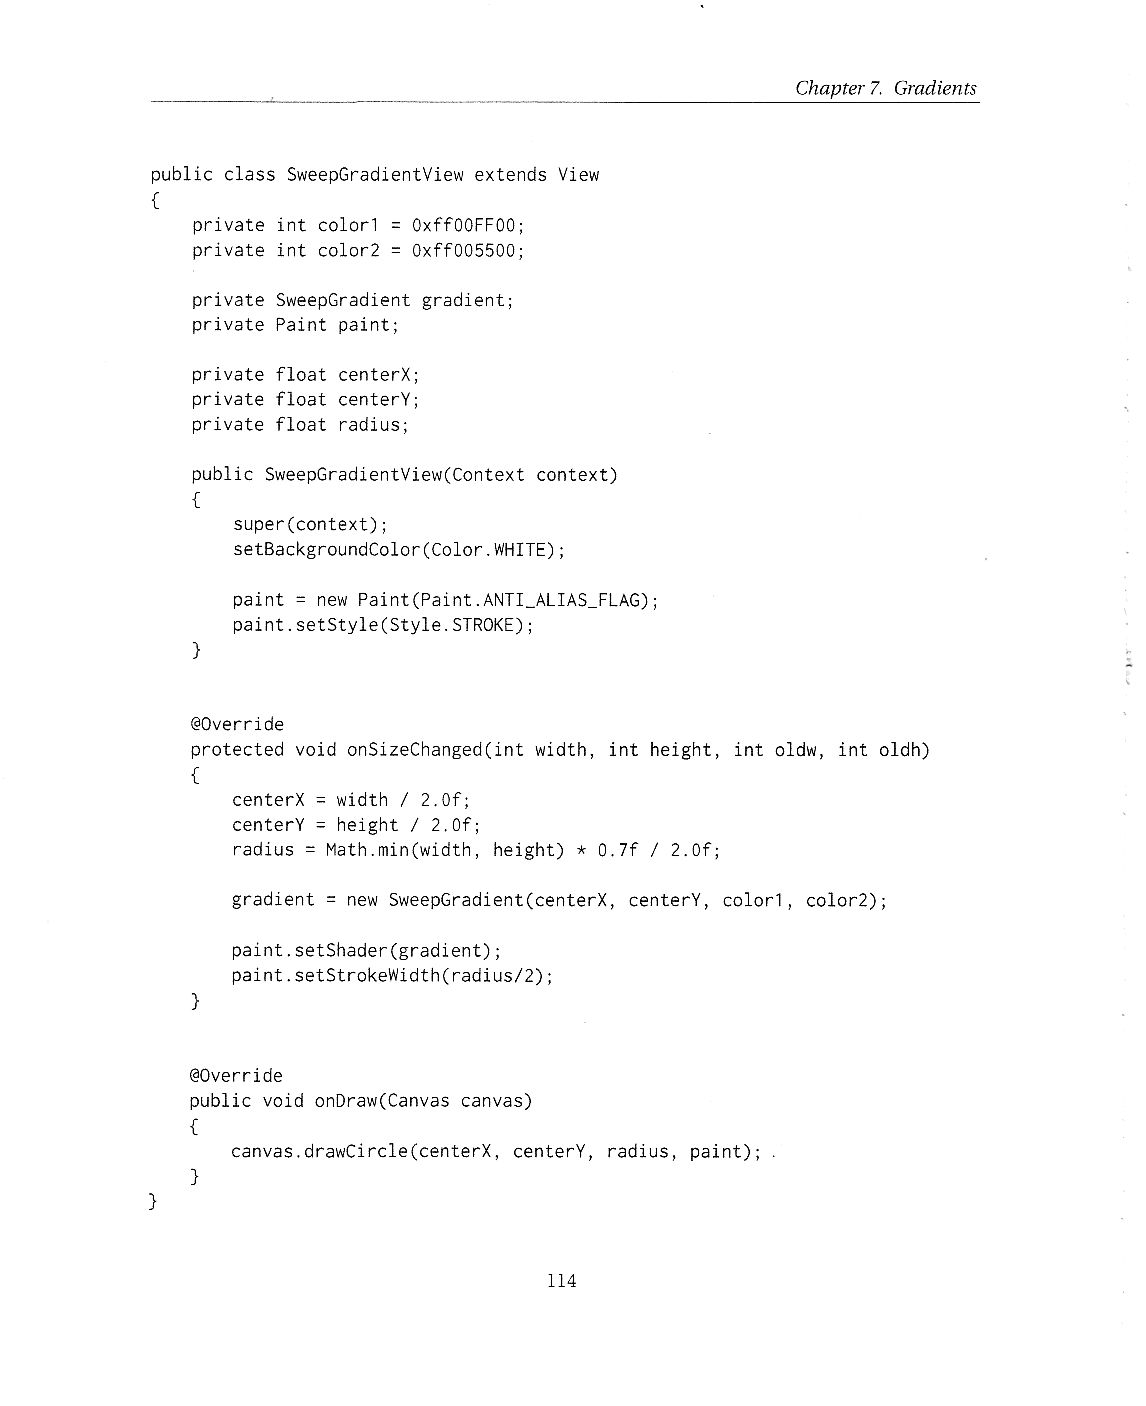 Chapter 7. Gradients
public class SweepGradientView extends View
{
    private int color1 = 0xff00FF00;
    private int color2 = 0xff005500;

    private SweepGradient gradient;
    private Paint paint;

    private float centerX;
    private float centerY;
    private float radius;

    public SweepGradientView(Context context)
    {
        super(context);
        setBackgroundColor(Color.WHITE);

        paint = new Paint(Paint.ANTI_ALIAS_FLAG);
        paint.setStyle(Style.STROKE);
    }

    @Override
    protected void onSizeChanged(int width, int height, int oldw, int oldh)
    {
        centerX = width / 2.0f;
        centerY = height / 2.0f;
        radius = Math.min(width, height) * 0.7f / 2.0f;

        gradient = new SweepGradient(centerX, centerY, color1, color2);

        paint.setShader(gradient);
        paint.setStrokeWidth(radius/2);
    }

    @Override
    public void onDraw(Canvas canvas)
    {
        canvas.drawCircle(centerX, centerY, radius, paint);
    }
}
114